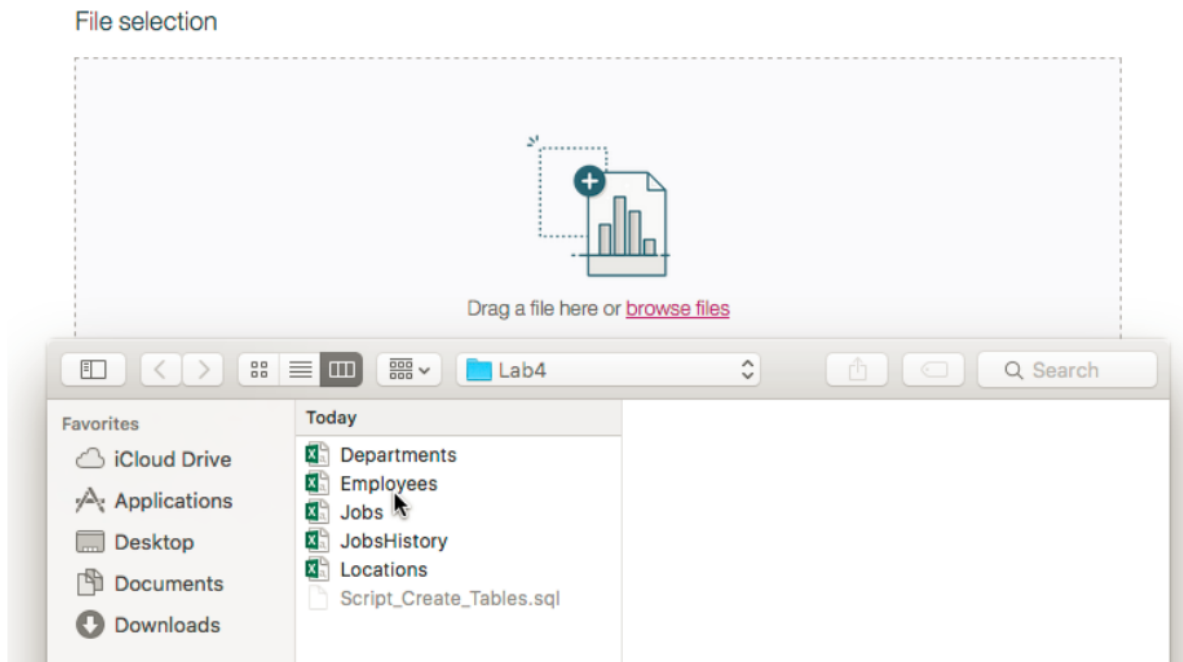 File selection
Drag a file here or browse files
Lab4
Search
Favorites
iCloud Drive
Applications
Desktop
Documents
Downloads
Today
Departments
Employees
Jobs
JobsHistory
Locations
Script_Create_Tables.sql